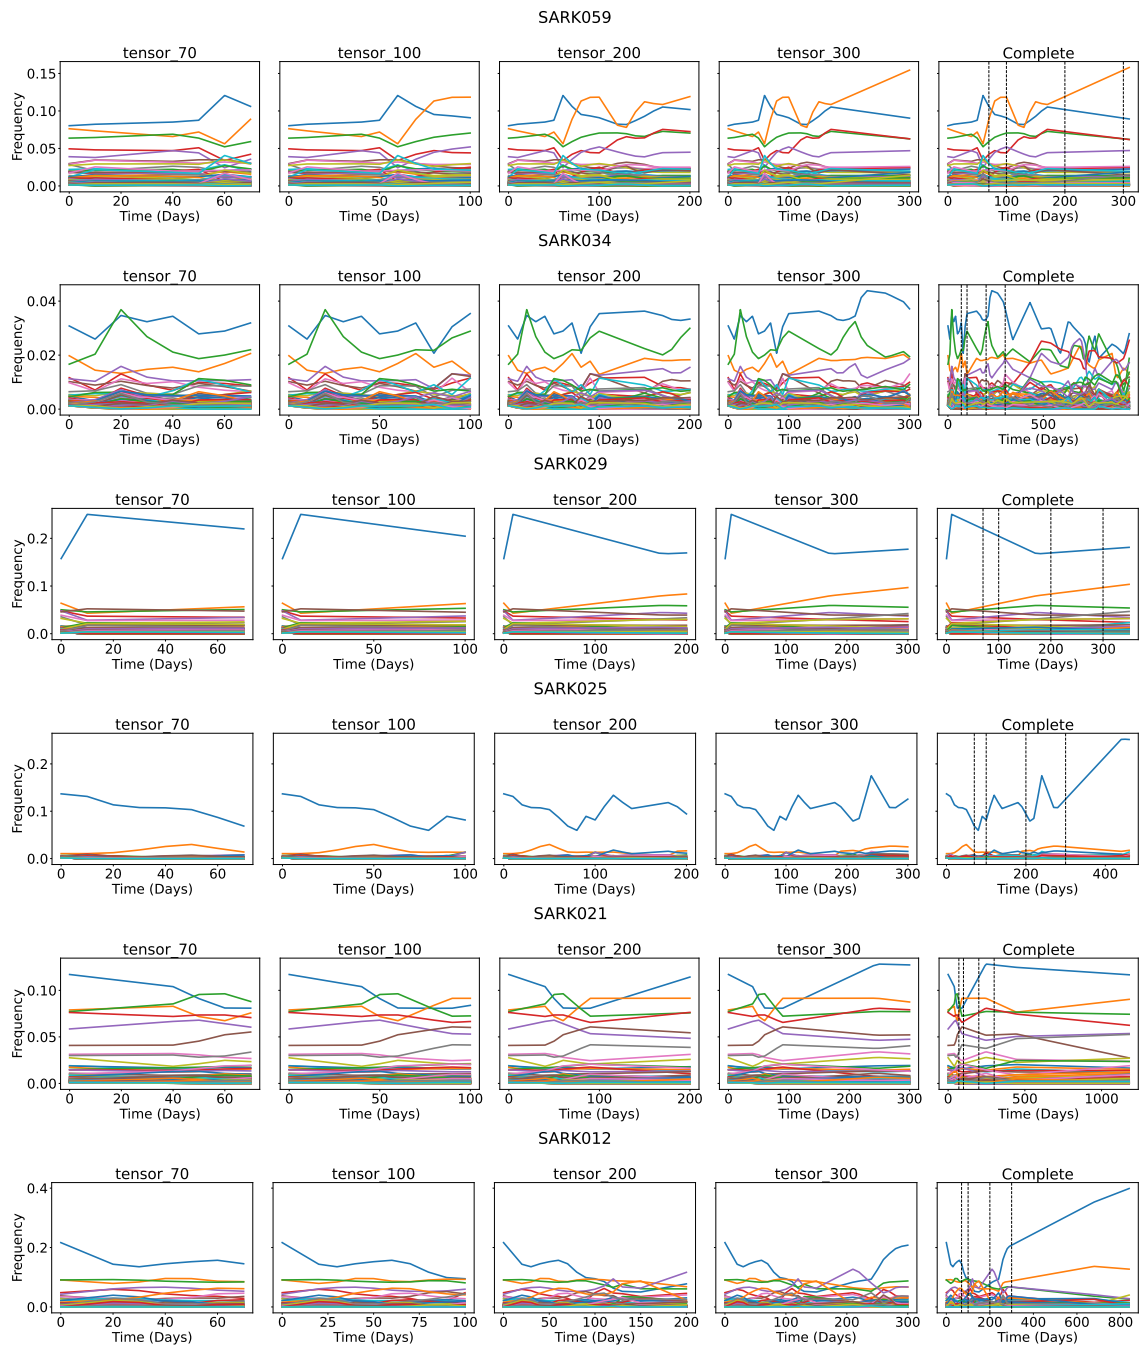 SARK059
tensor_70 tensor_100 tensor_200 tensor_300 Complete
Frequency
0.15
0.10
0.05
0.00
0 20 40 60 0 50 100 0 100 200 0 100 200 300 0 100 200 300
Time (Days) Time (Days) Time (Days) Time (Days) Time (Days)
SARK034
tensor_70 tensor_100 tensor_200 tensor_300 Complete
Frequency
0.04
0.02
0.00
0 20 40 60 0 50 100 0 100 200 0 100 200 300 500
Time (Days) Time (Days) Time (Days) Time (Days) Time (Days)
SARK029
tensor_70 tensor_100 tensor_200 tensor_300 Complete
Frequency
0.2
0.1
0.0
0 20 40 60 0 50 100 0 100 200 0 100 200 300 0 100 200 300
Time (Days) Time (Days) Time (Days) Time (Days) Time (Days)
SARK025
tensor_70 tensor_100 tensor_200 tensor_300 Complete
Frequency
0.2
0.1
0.0
0 20 40 60 0 50 100 0 100 200 0 100 200 300 0 200 400
Time (Days) Time (Days) Time (Days) Time (Days) Time (Days)
SARK021
tensor_70 tensor_100 tensor_200 tensor_300 Complete
Frequency
0.10
0.05
0.00
0 20 40 60 0 25 50 75 100 0 100 200 0 100 200 300 0 500 1000
Time (Days) Time (Days) Time (Days) Time (Days) Time (Days)
SARK012
tensor_70 tensor_100 tensor_200 tensor_300 Complete
Frequency
0.4
0.2
0.0
0 20 40 60 0 25 50 75 100 0 50 100 150 200 0 100 200 300 0 200 400 600 800
Time (Days) Time (Days) Time (Days) Time (Days) Time (Days)